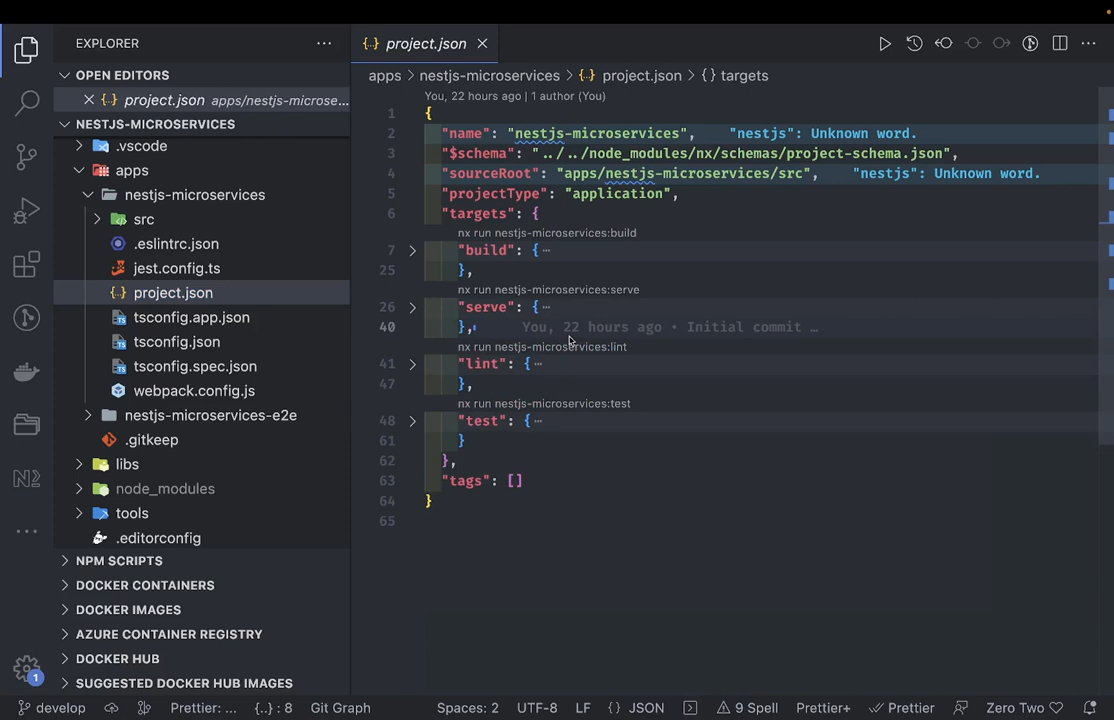 EXPLORER
OPEN EDITORS
project.json apps/nestjs-microse...
NESTJS-MICROSERVICES
.vscode
apps
nestjs-microservices
src
.eslintrc.json
jest.config.ts
project.json
tsconfig.app.json
tsconfig.json
tsconfig.spec.json
webpack.config.js
nestjs-microservices-e2e
.gitkeep
libs
node_modules
tools
.editorconfig
NPM SCRIPTS
DOCKER CONTAINERS
DOCKER IMAGES
AZURE CONTAINER REGISTRY
DOCKER HUB
SUGGESTED DOCKER HUB IMAGES
1
{..} project.json
apps > nestjs-microservices > {..} project.json > { } targets
You, 22 hours ago | 1 author (You)
1 {
2 "name": "nestjs-microservices", "nestjs": Unknown word.
3 "$schema": "../../node_modules/nx/schemas/project-schema.json",
4 "sourceRoot": "apps/nestjs-microservices/src", "nestjs": Unknown word.
5 "projectType": "application",
6 "targets": {
nx run nestjs-microservices:build
7 "build": {
25 },
nx run nestjs-microservices:serve
26 "serve": {
40 }, You, 22 hours ago • Initial commit …
nx run nestjs-microservices:lint
41 "lint": {
47 },
nx run nestjs-microservices:test
48 "test": {
61 }
62 },
63 "tags": []
64 }
65
develop Prettier: ... {..} : 8 Git Graph Spaces: 2 UTF-8 LF { } JSON 9 Spell Prettier+ Prettier Zero Two